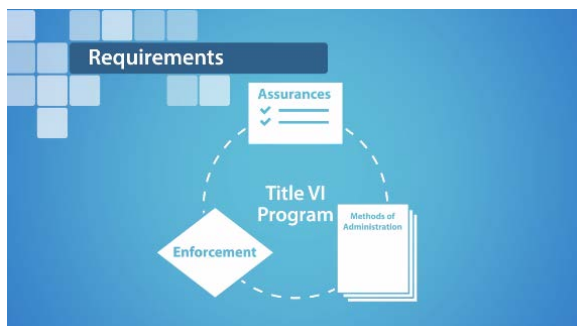 Requirements
Assurances
Title VI
Program
Methods of
Administration
Enforcement